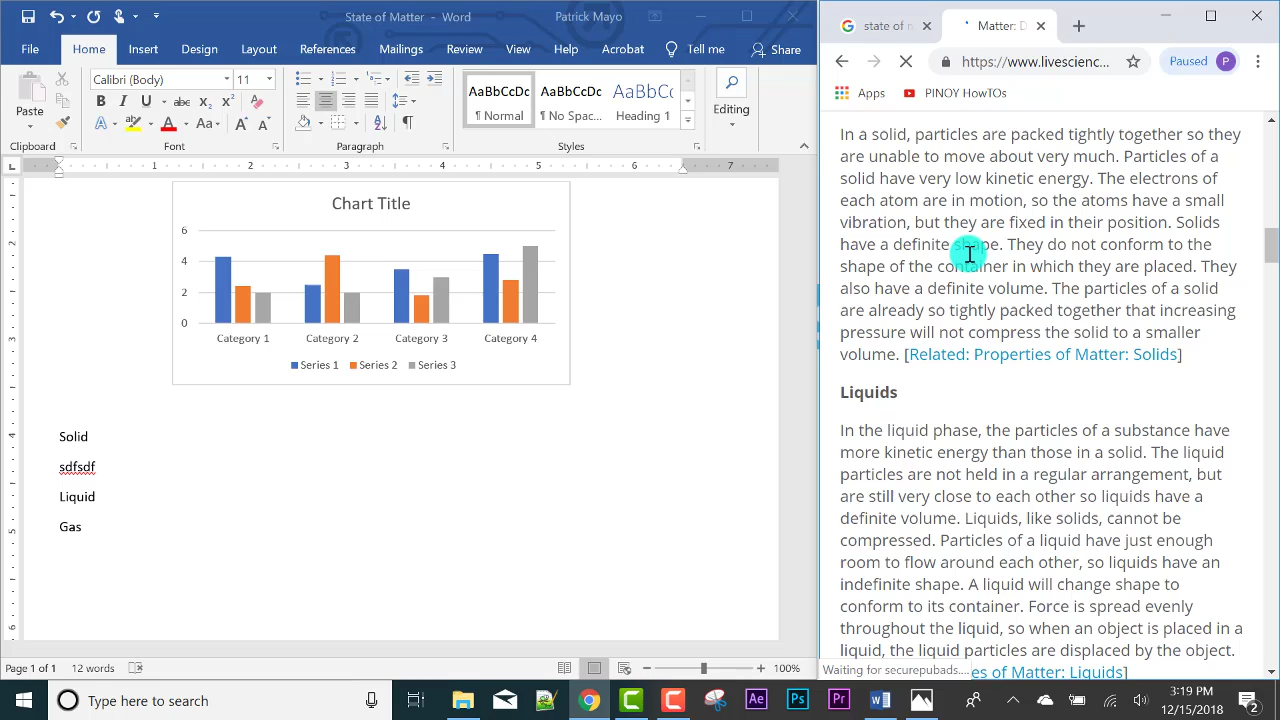 State of Matter - Word
Patrick Mayo
File Home Insert Design Layout References Mailings Review View Help Acrobat Tell me Share
Paste
Clipboard
Calibri (Body) 11
B I U abc X₂ X²
A A Aa A A
Font
Paragraph
AaBbCcDc AaBbCcDc AaBbCc
¶ Normal ¶ No Spac... Heading 1
Styles
Editing
1 2 3 4 5 6 7
Chart Title
6
4
2
0
Category 1 Category 2 Category 3 Category 4
Series 1 Series 2 Series 3
Solid
sdfsdf
Liquid
Gas
Page 1 of 1 12 words 100%
state of n
Matter: D
https://www.livescienc...
Paused P
Apps PINOY HowTOs
In a solid, particles are packed tightly together so they
are unable to move about very much. Particles of a
solid have very low kinetic energy. The electrons of
each atom are in motion, so the atoms have a small
vibration, but they are fixed in their position. Solids
have a definite shape. They do not conform to the
shape of the container in which they are placed. They
also have a definite volume. The particles of a solid
are already so tightly packed together that increasing
pressure will not compress the solid to a smaller
volume. [Related: Properties of Matter: Solids]
Liquids
In the liquid phase, the particles of a substance have
more kinetic energy than those in a solid. The liquid
particles are not held in a regular arrangement, but
are still very close to each other so liquids have a
definite volume. Liquids, like solids, cannot be
compressed. Particles of a liquid have just enough
room to flow around each other, so liquids have an
indefinite shape. A liquid will change shape to
conform to its container. Force is spread evenly
throughout the liquid, so when an object is placed in a
liquid, the liquid particles are displaced by the object.
Waiting for securepubads.... es of Matter: Liquids]
Type here to search
Ae Ps Pr
3:19 PM
12/15/2018
2